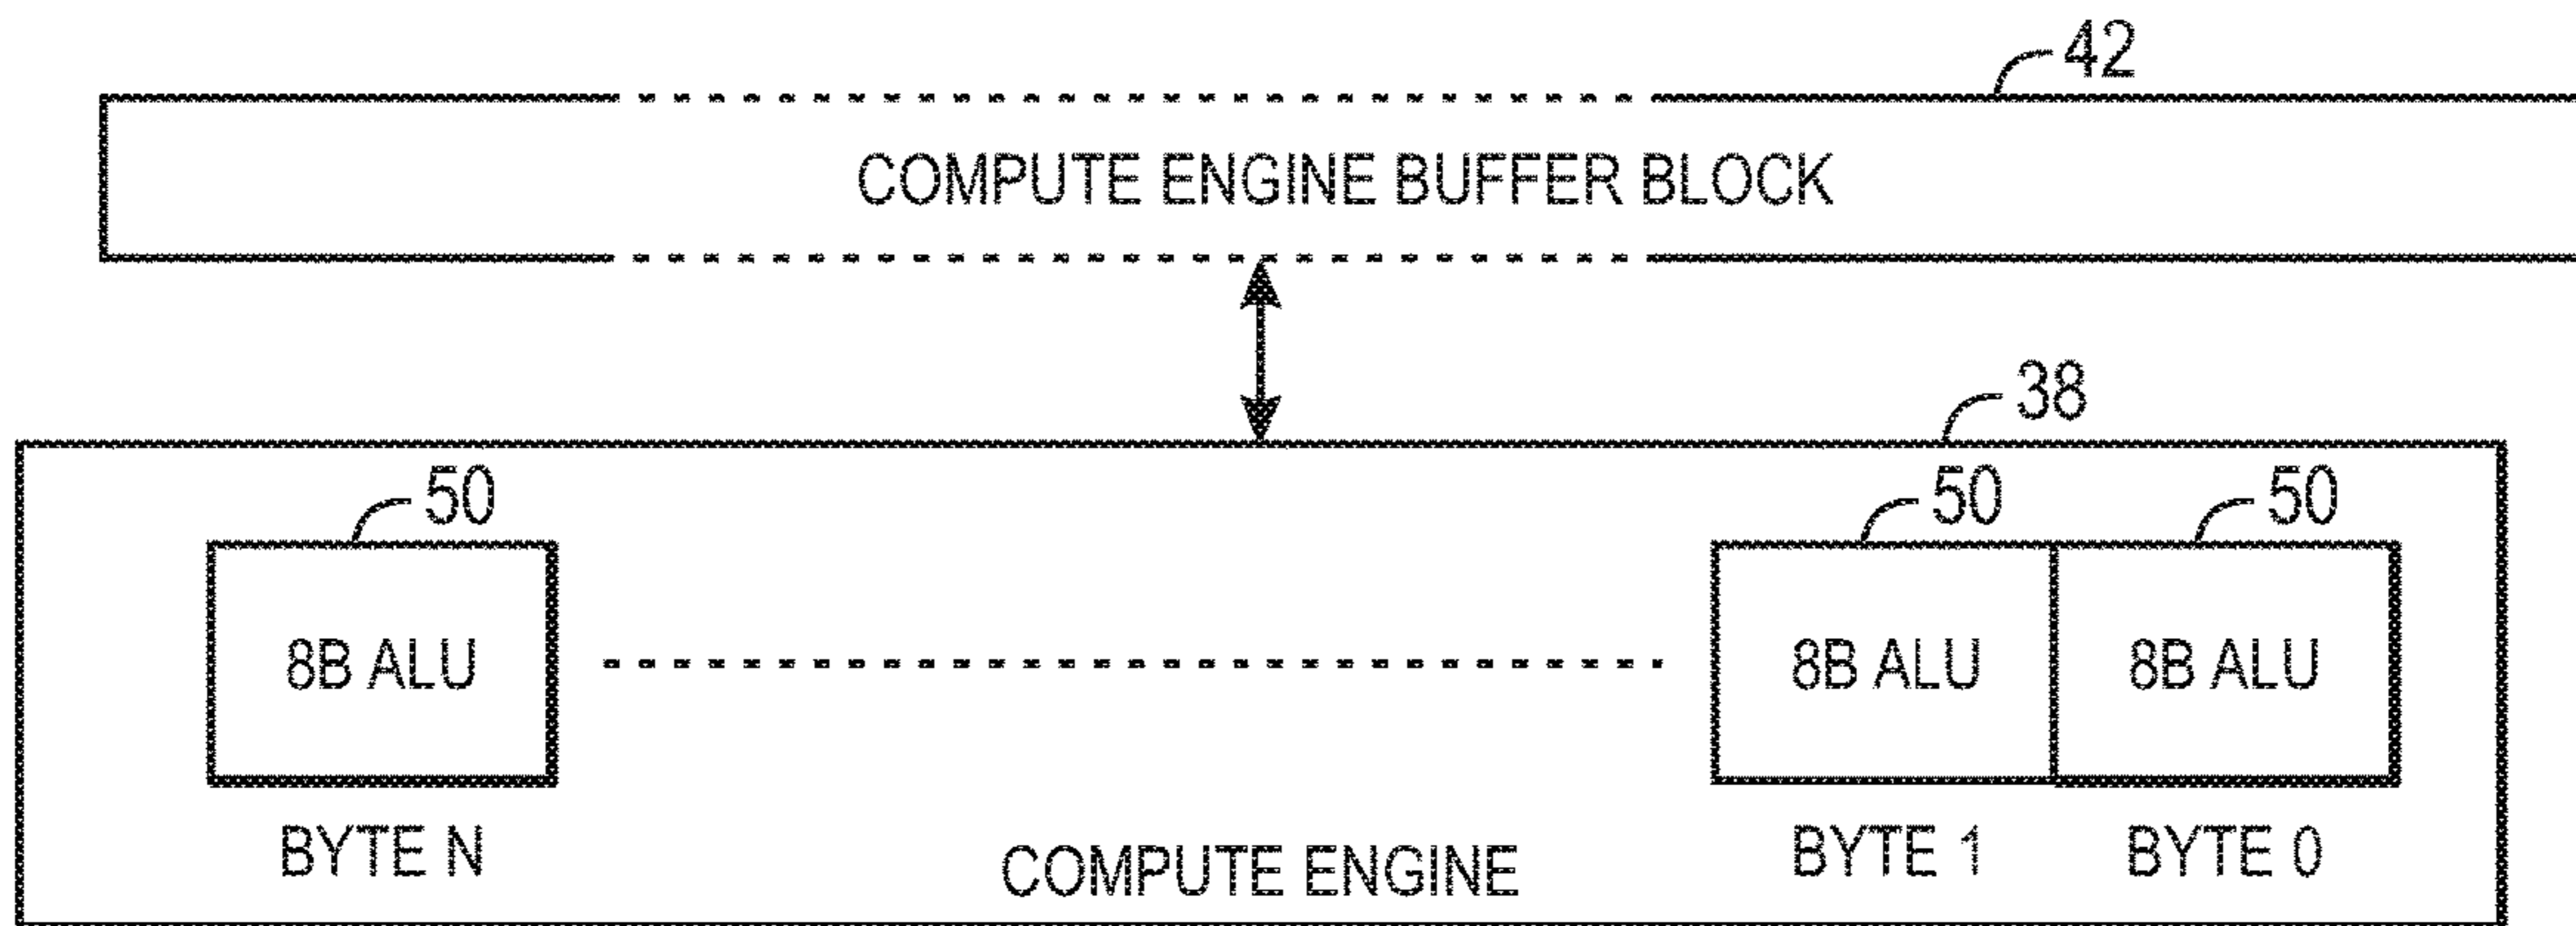 42
COMPUTE ENGINE BUFFER BLOCK
38
50 50 50
8B ALU 8B ALU 8B ALU
BYTE N BYTE 1 BYTE 0
COMPUTE ENGINE